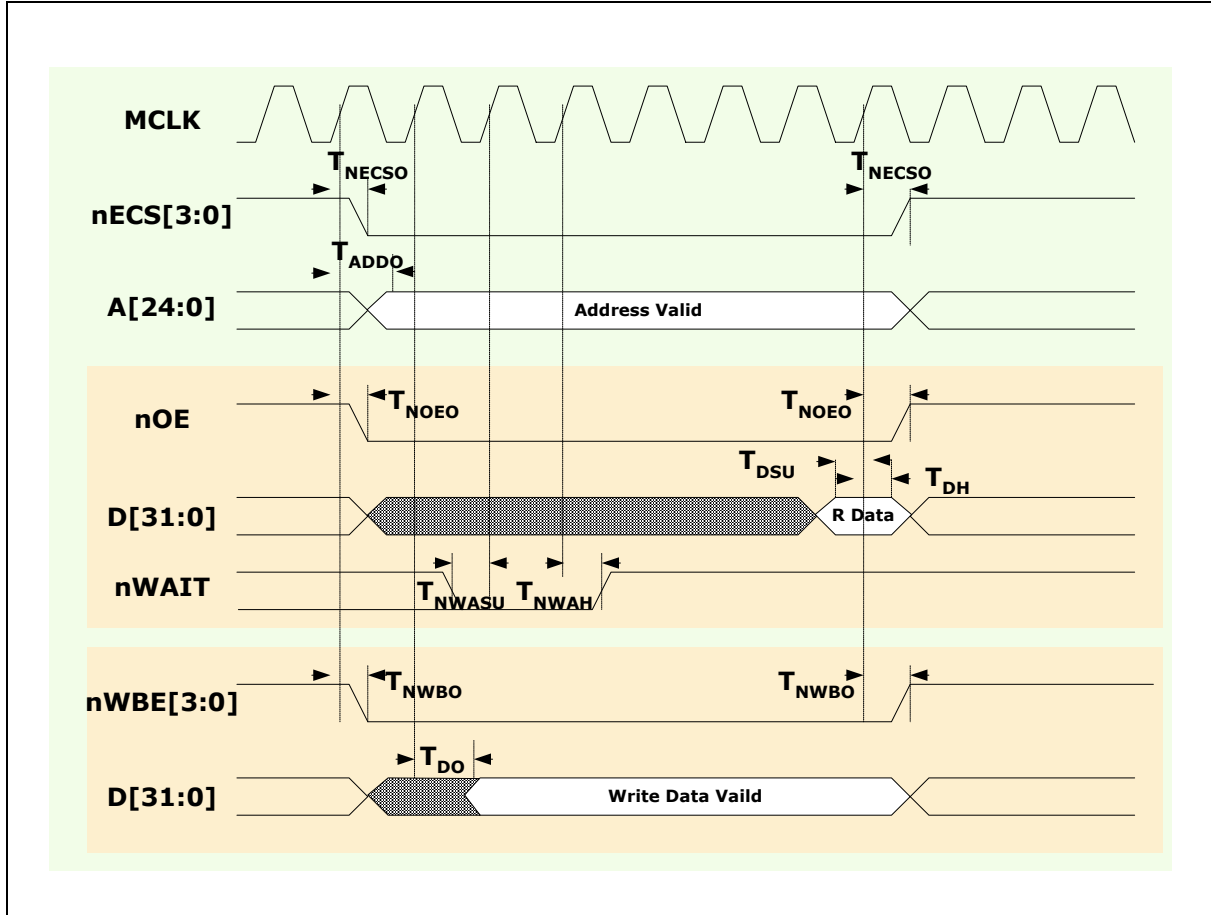 MCLK
TNECSO TNECSO
nECS[3:0]
TADDO
A[24:0] Address Valid
nOE TNOEO TNOEO
TDSU TDH
D[31:0] R Data
nWAIT TNWASU TNWAH
nWBE[3:0] TNWBO TNWBO
TDO
D[31:0] Write Data Vaild